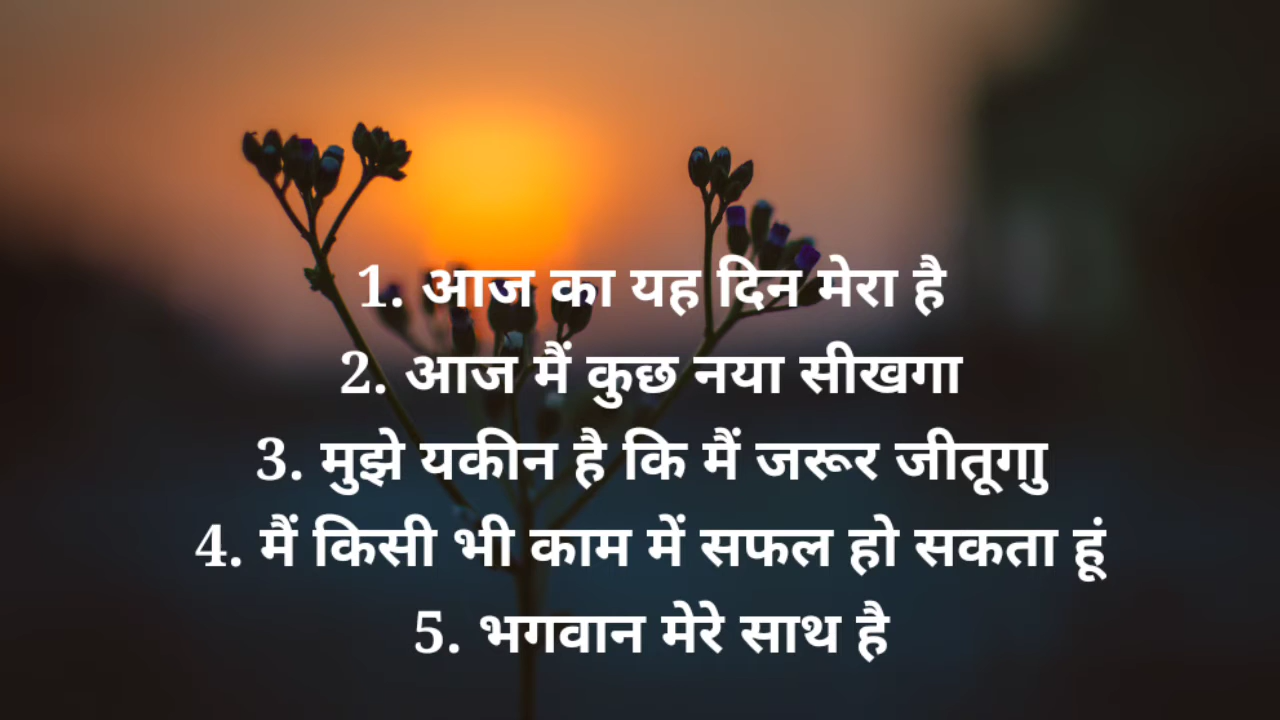 1. आज का यह दिन मेरा है
2. आज मैं कुछ नया सीखगा
3. मुझे यकीन है कि मैं जरूर जीतूगाु
4. मैं किसी भी काम में सफल हो सकता हूं
5. भगवान मेरे साथ है